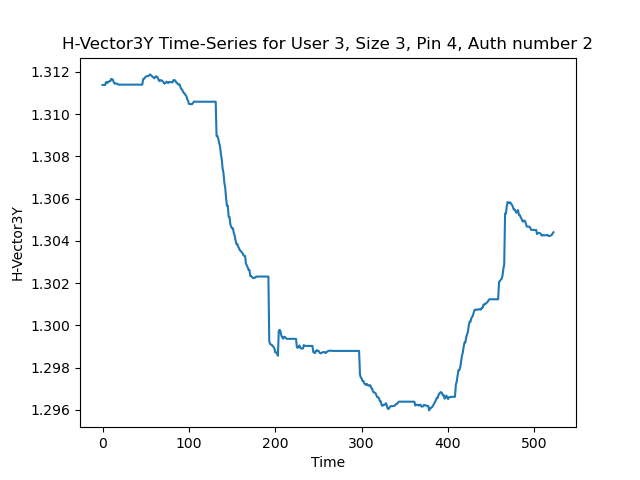 H-Vector3Y Time-Series for User 3, Size 3, Pin 4, Auth number 2
1.312
1.310
1.308
1.306
1.304
1.302
1.300
1.298
1.296
H-Vector3Y
0 100 200 300 400 500
Time